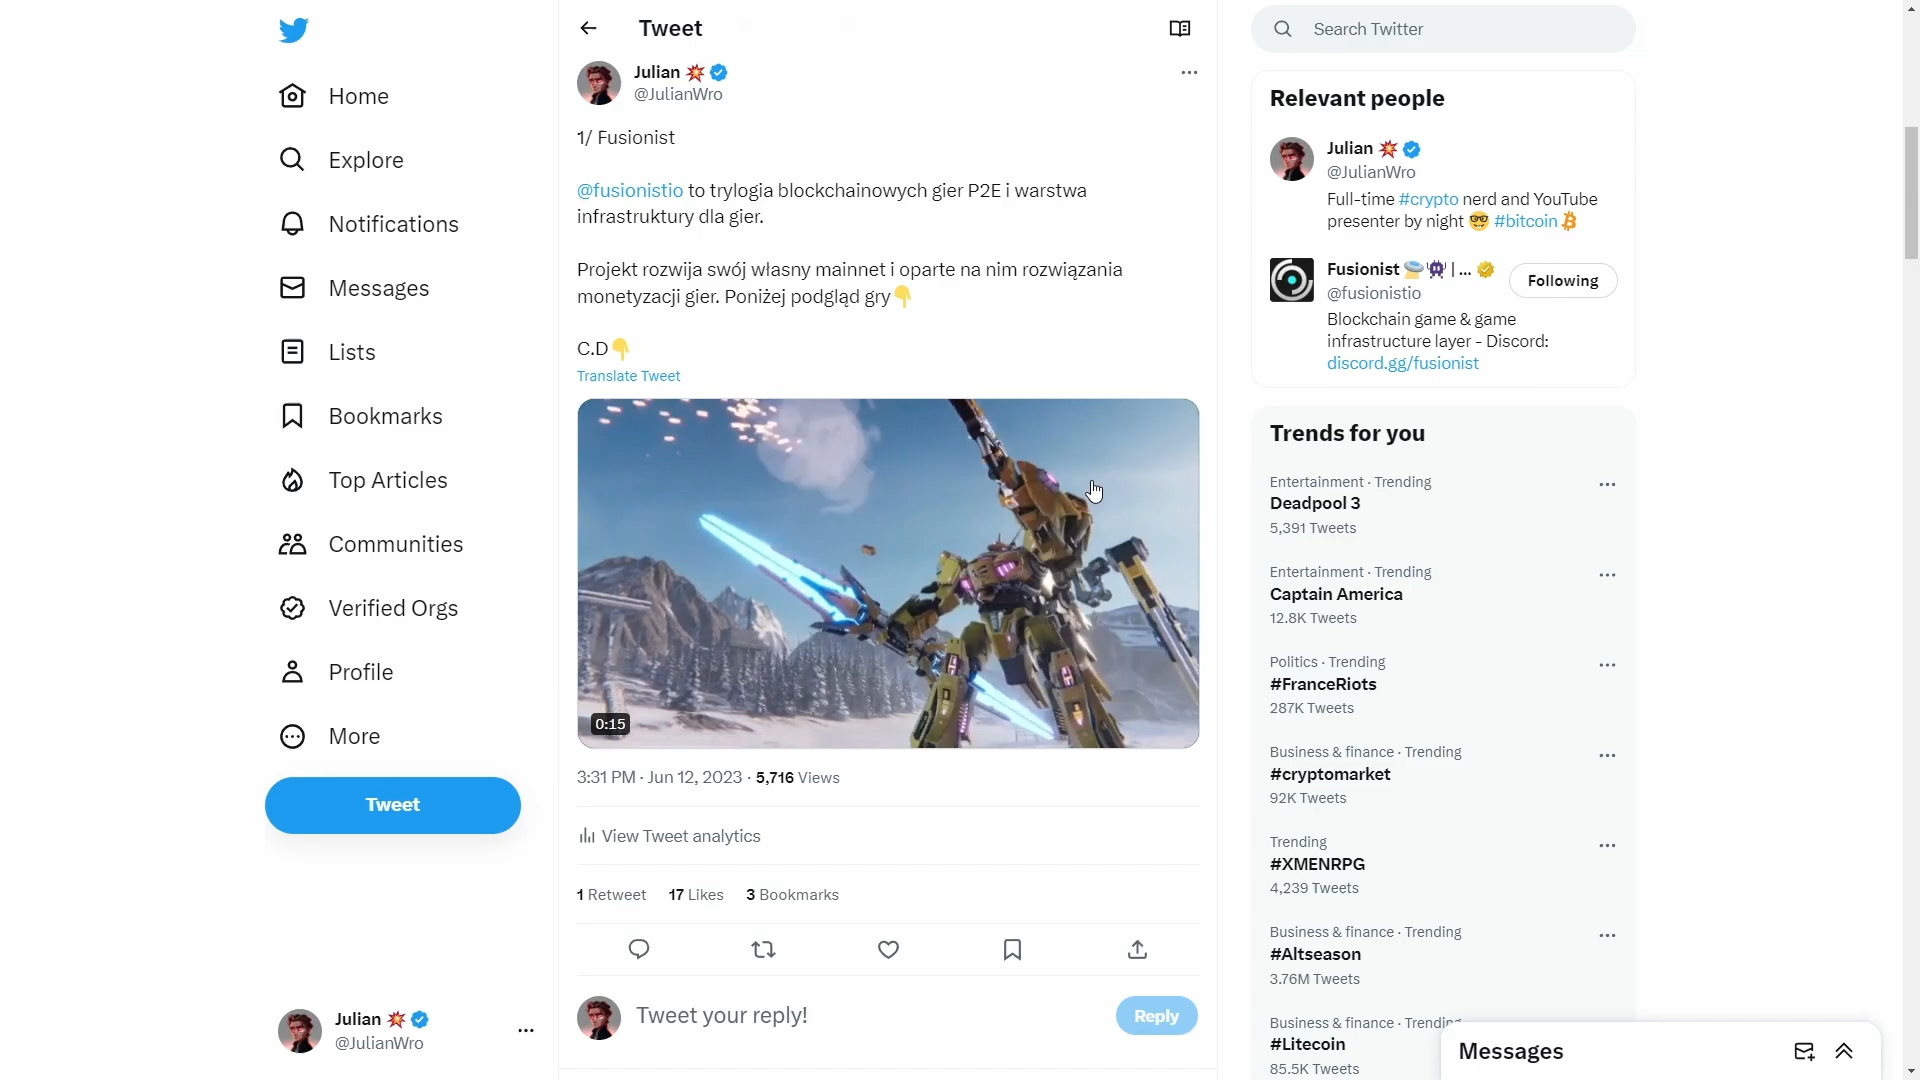 Home
Explore
Notifications
Messages
Lists
Bookmarks
Top Articles
Communities
Verified Orgs
Profile
More
Tweet
Julian
@JulianWro
Tweet
Julian
@JulianWro
1/ Fusionist
@fusionistio to trylogia blockchainowych gier P2E i warstwa
infrastruktury dla gier.
Projekt rozwija swój własny mainnet i oparte na nim rozwiązania
monetyzacji gier. Poniżej podgląd gry👇
C.D👇
Translate Tweet
0:15
3:31 PM · Jun 12, 2023 · 5,716 Views
View Tweet analytics
1 Retweet 17 Likes 3 Bookmarks
Tweet your reply!
Reply
Search Twitter
Relevant people
Julian
@JulianWro
Full-time #crypto nerd and YouTube
presenter by night 🤓 #bitcoin
Fusionist | ...
@fusionistio
Following
Blockchain game & game
infrastructure layer - Discord:
discord.gg/fusionist
Trends for you
Entertainment · Trending
Deadpool 3
5,391 Tweets
Entertainment · Trending
Captain America
12.8K Tweets
Politics · Trending
#FranceRiots
287K Tweets
Business & finance · Trending
#cryptomarket
92K Tweets
Trending
#XMENRPG
4,239 Tweets
Business & finance · Trending
#Altseason
3.76M Tweets
Business & finance · Trending
#Litecoin
85.5K Tweets
Messages